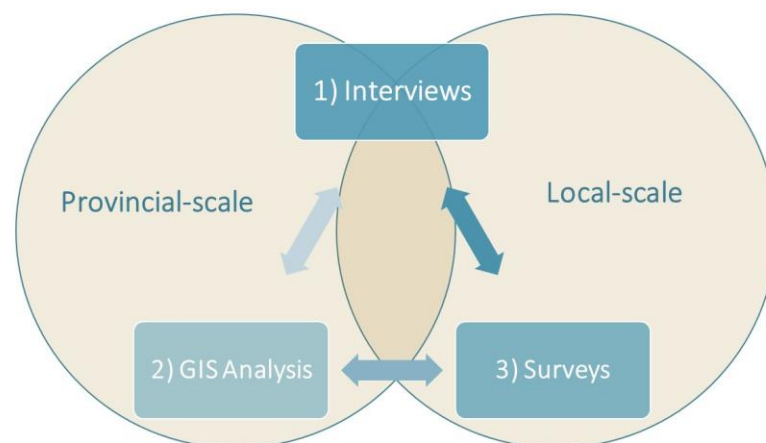 1) Interviews
Provincial-scale
Local-scale
2) GIS Analysis
3) Surveys